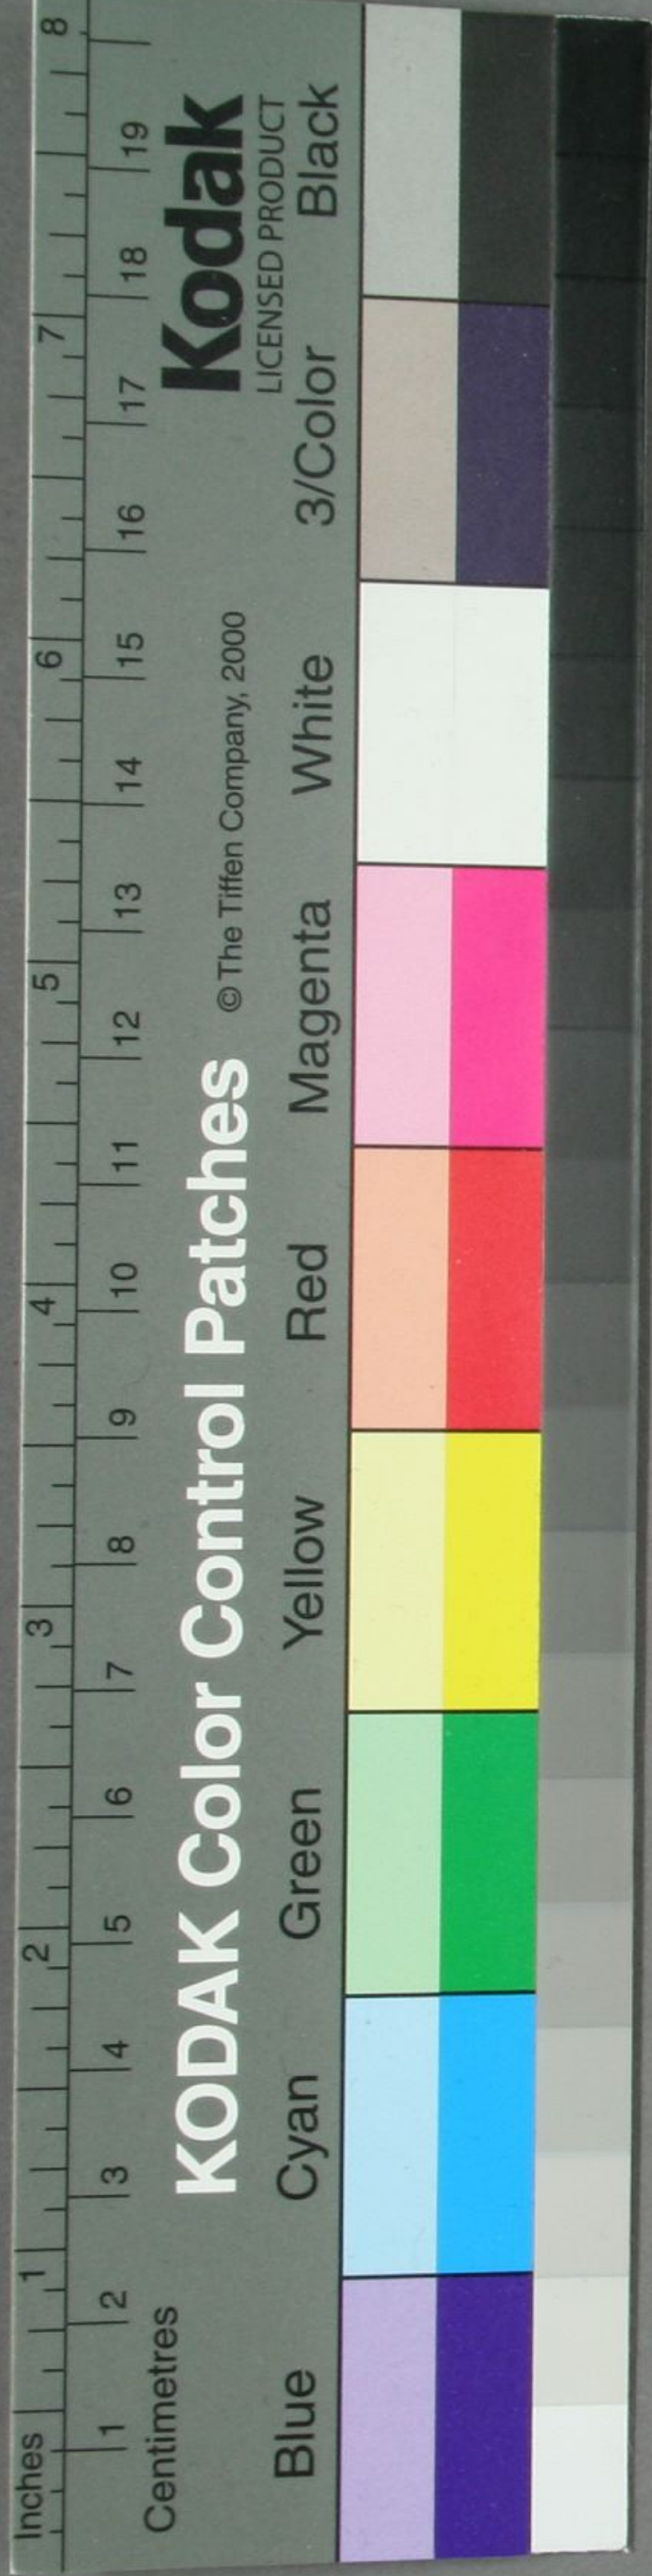 Inches 1 2 3 4 5 6 7 8
1 2 3 4 5 6 7 8 9 10 11 12 13 14 15 16 17 18 19
Centimetres
KODAK Color Control Patches © The Tiffen Company, 2000 Kodak
LICENSED PRODUCT
Blue Cyan Green Yellow Red Magenta White 3/Color Black